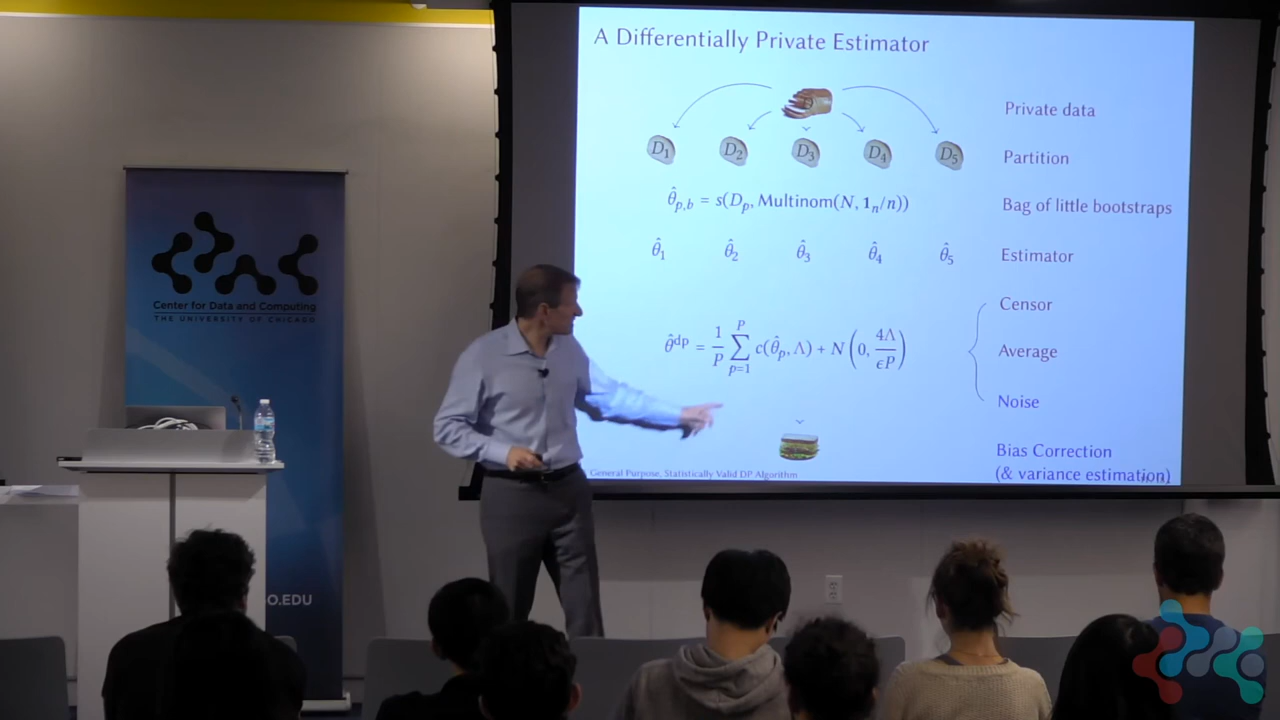 A Differentially Private Estimator
Private data
D₁ D₂ D₃ D₄ D₅
Partition
θ̂p,b = s(Dp, Multinom(N, 1n/n))
Bag of little bootstraps
θ̂₁ θ̂₂ θ̂₃ θ̂₄ θ̂₅
Estimator
Censor
θ̂dp = 1/P ∑p=1P c(θ̂p, Λ) + N(0, 4Λ/ϵP)
Average
Noise
Bias Correction
(& variance estimation)
General Purpose, Statistically Valid DP Algorithm
Center for Data and Computing
THE UNIVERSITY OF CHICAGO
O.EDU